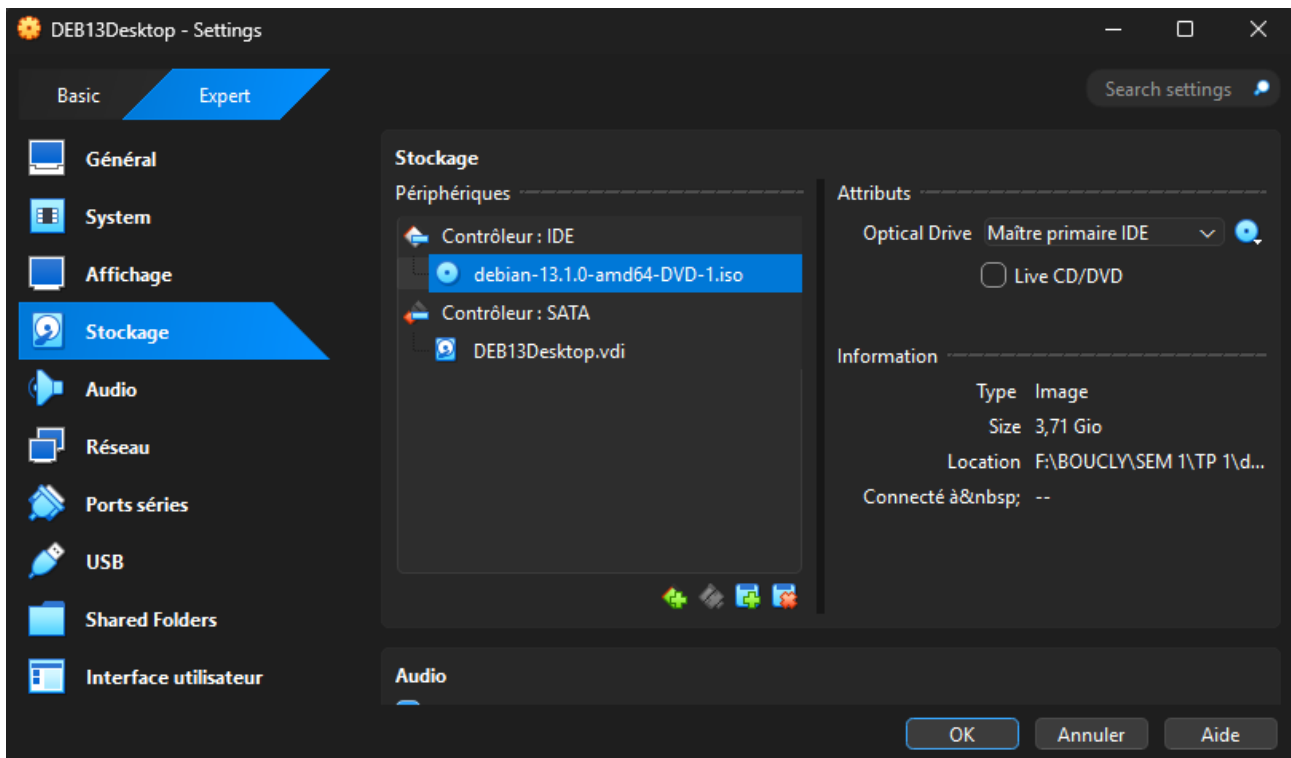 DEB13Desktop - Settings
Basic
Expert
Search settings
Général
System
Affichage
Stockage
Audio
Réseau
Ports séries
USB
Shared Folders
Interface utilisateur
Stockage
Périphériques
Contrôleur : IDE
debian-13.1.0-amd64-DVD-1.iso
Contrôleur : SATA
DEB13Desktop.vdi
Attributs
Optical Drive Maître primaire IDE
Live CD/DVD
Information
Type Image
Size 3,71 Gio
Location F:\BOUCLY\SEM 1\TP 1\d...
Connecté à&nbsp; --
Audio
OK
Annuler
Aide